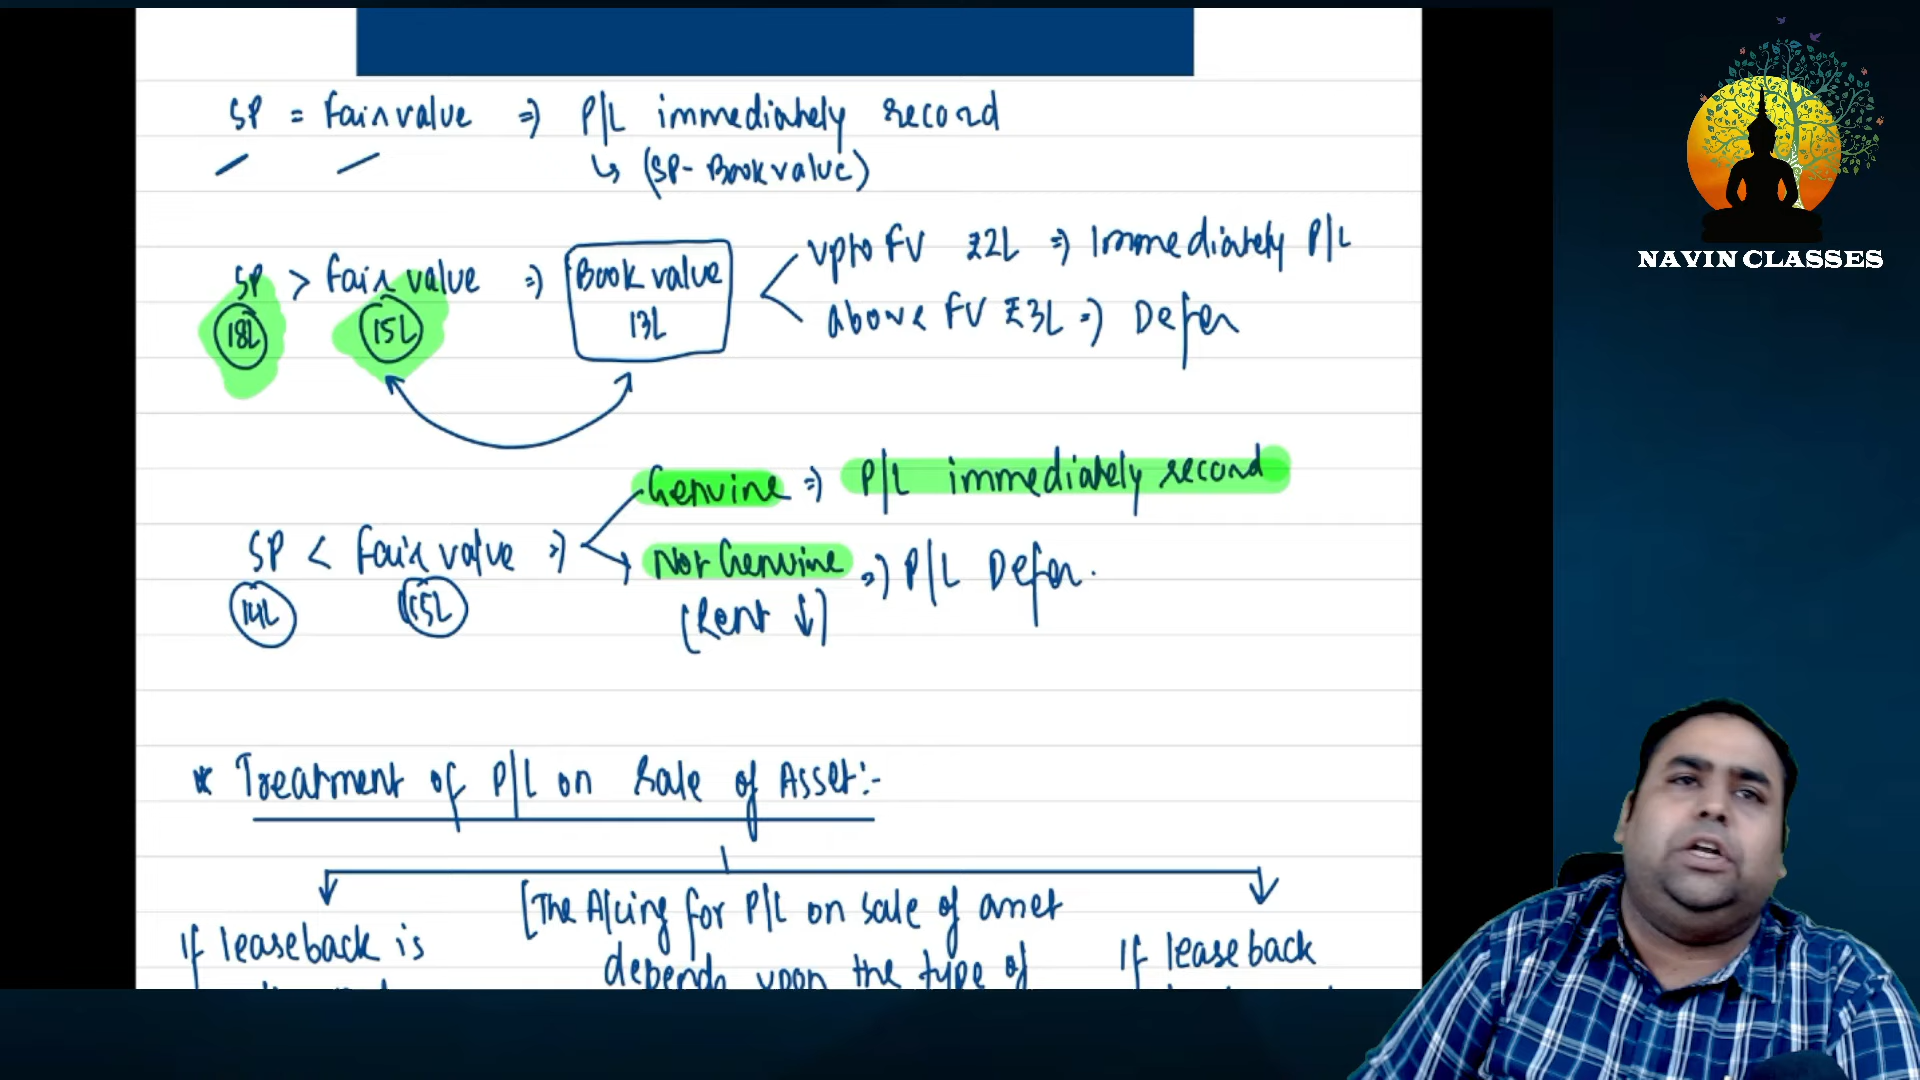 SP = Fair value ⇒ P/L immediately record
↳ (SP - Book value)
SP > Fair value ⇒ Book value
18L 15L 13L
upto FV ₹2L ⇒ Immediately P/L
above FV ₹3L ⇒ Defer
SP < Fair value ⇒
14L 15L
Genuine ⇒ P/L immediately record
Not Genuine ⇒ P/L Defer.
(Rent ↓)
* Treatment of P/L on Sale of Asset:-
[The A/cing for P/L on sale of asset
depends upon the type of
If leaseback is
If leaseback
NAVIN CLASSES